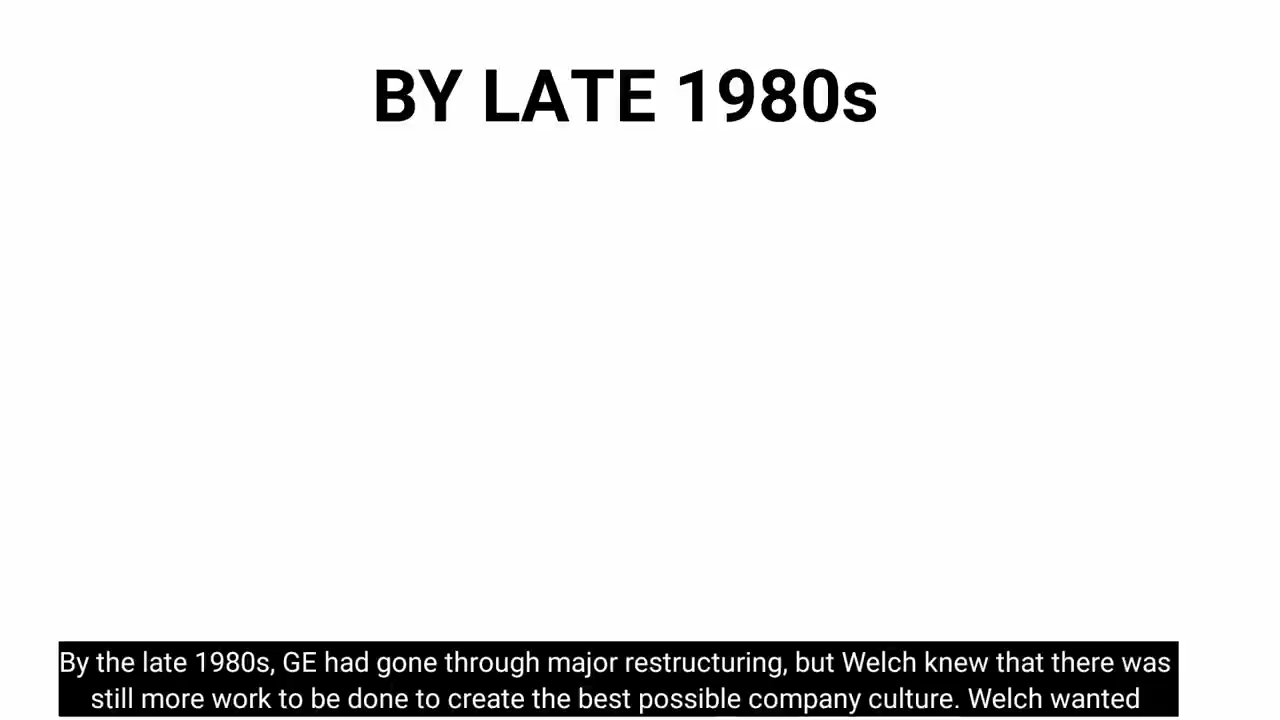 BY LATE 1980s
By the late 1980s, GE had gone through major restructuring, but Welch knew that there was
still more work to be done to create the best possible company culture. Welch wanted